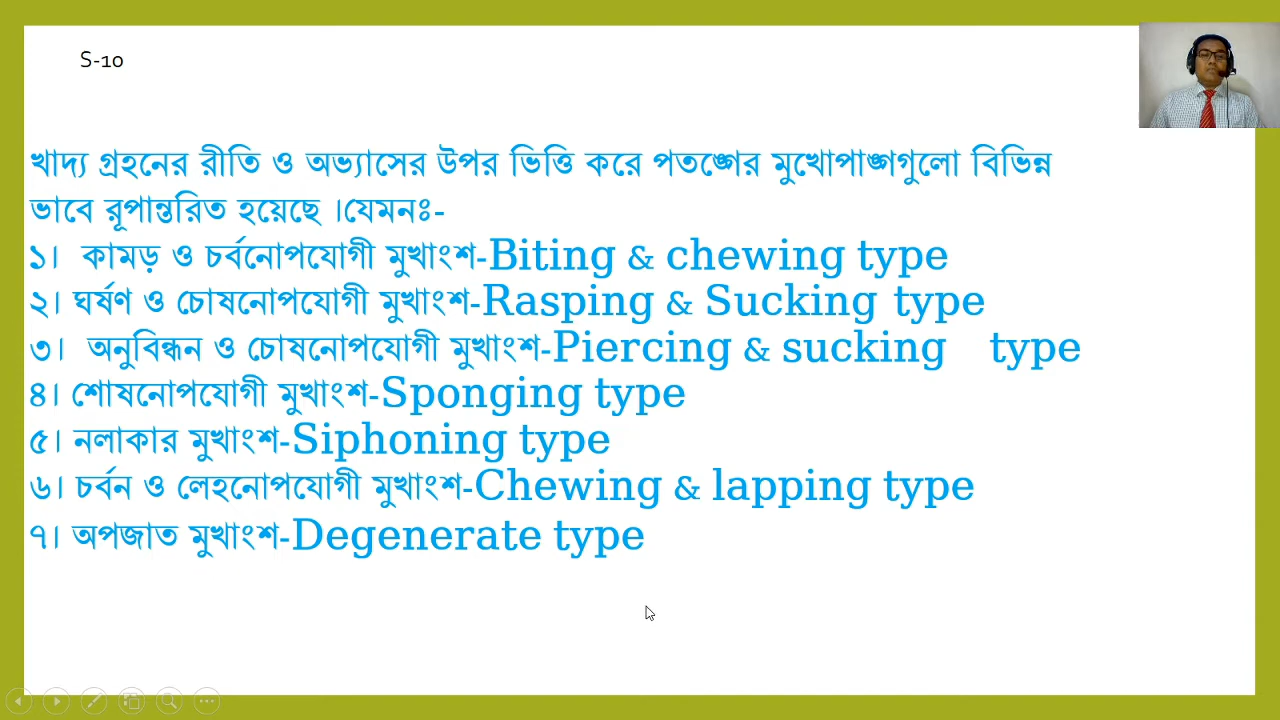 S-10
খাদ্য গ্রহনের রীতি ও অভ্যাসের উপর ভিত্তি করে পতঙ্গের মুখোপাঙ্গগুলো বিভিন্ন
ভাবে রূপান্তরিত হয়েছে ।যেমনঃ-
১। কামড় ও চর্বনোপযোগী মুখাংশ-Biting & chewing type
২। ঘর্ষণ ও চোষনোপযোগী মুখাংশ-Rasping & Sucking type
৩। অনুবিন্ধন ও চোষনোপযোগী মুখাংশ-Piercing & sucking type
৪। শোষনোপযোগী মুখাংশ-Sponging type
৫। নলাকার মুখাংশ-Siphoning type
৬। চর্বন ও লেহনোপযোগী মুখাংশ-Chewing & lapping type
৭। অপজাত মুখাংশ-Degenerate type